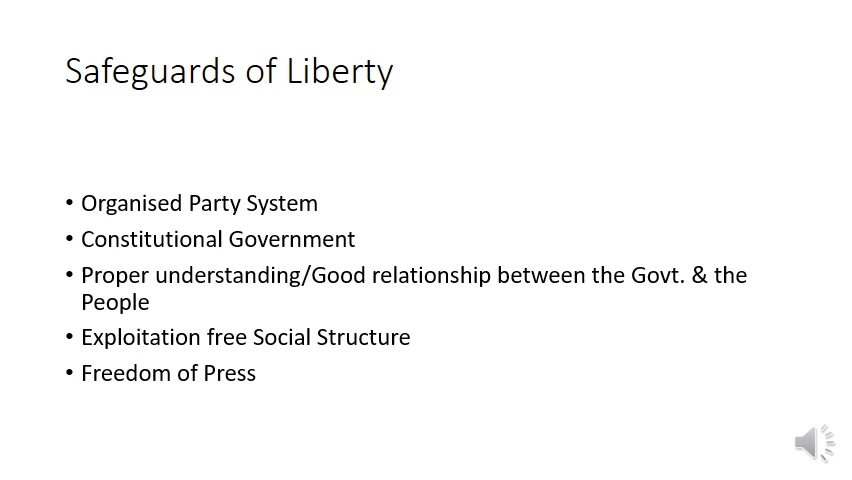 Safeguards of Liberty
• Organised Party System
• Constitutional Government
• Proper understanding/Good relationship between the Govt. & the
People
• Exploitation free Social Structure
• Freedom of Press